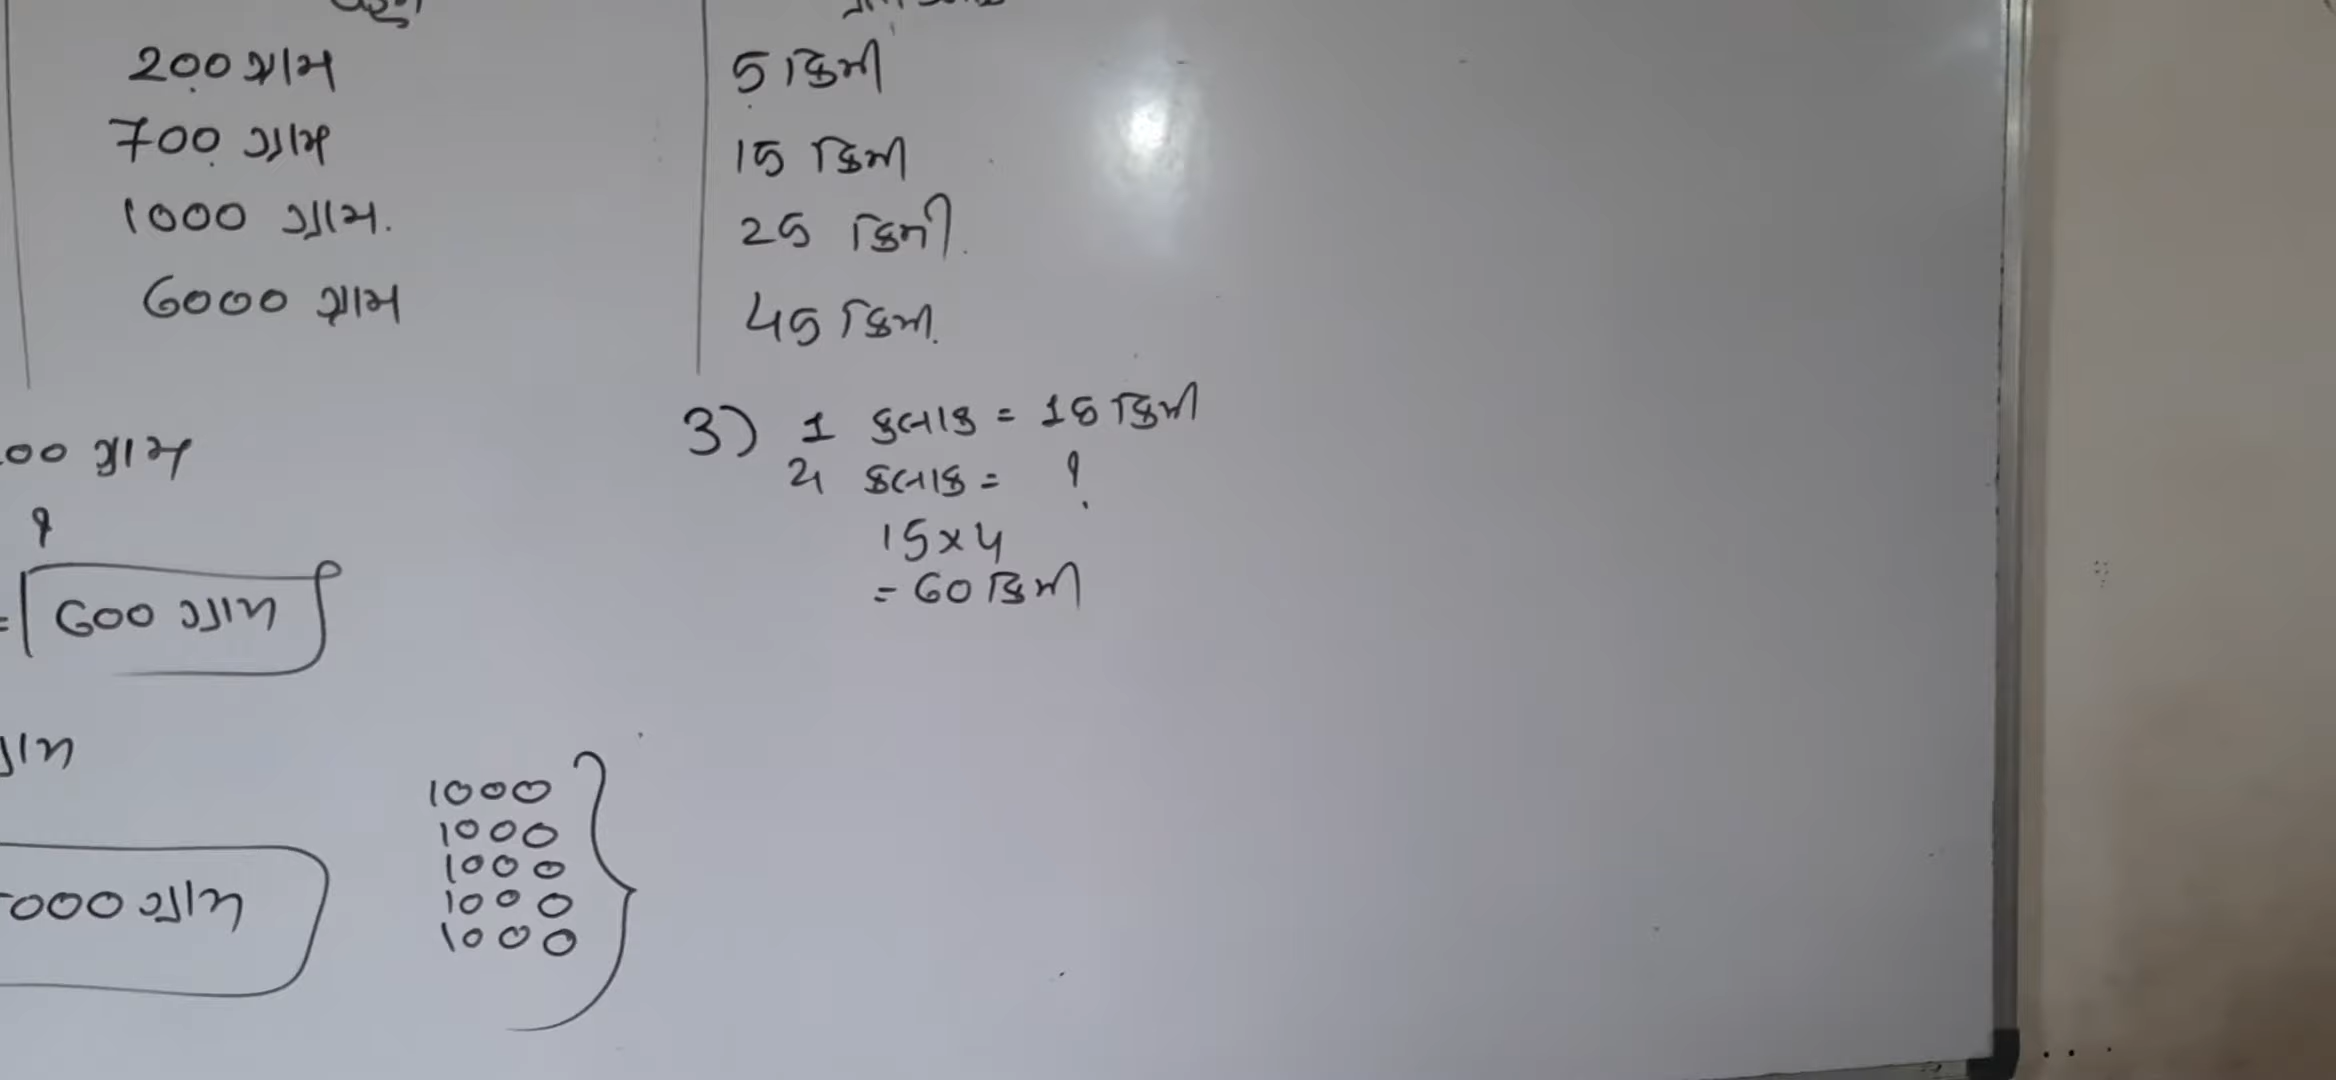 200 ગ્રામ
700 ગ્રામ
1000 ગ્રામ.
6000 ગ્રામ
5 કિમી
15 કિમી
25 કિમી.
45 કિમી.
00 ગ્રામ
?
= 600 ગ્રામ
ગ્રામ
000 ગ્રામ
1000
1000
1000
1000
1000
3) 1 કલાક = 15 કિમી
4 કલાક = ?
15×4
= 60 કિમી